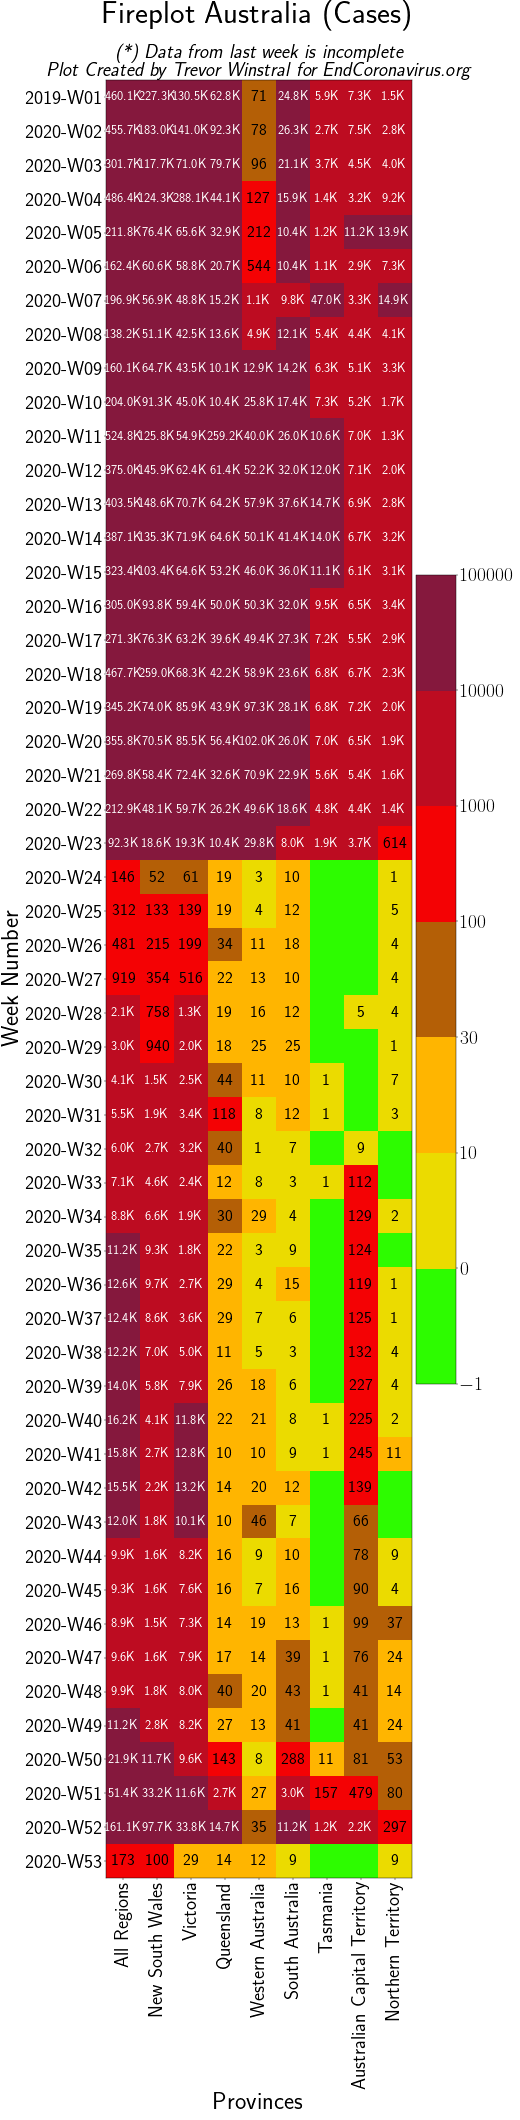 Fireplot Australia (Cases)
(*) Data from last week is incomplete
Plot Created by Trevor Winstral for EndCoronavirus.org
2019-W01 460.1K 227.3K 130.5K 62.8K 71 24.8K 5.9K 7.3K 1.5K
2020-W02 455.7K 183.0K 141.0K 92.3K 78 26.3K 2.7K 7.5K 2.8K
2020-W03 301.7K 117.7K 71.0K 79.7K 96 21.1K 3.7K 4.5K 4.0K
2020-W04 486.4K 124.3K 288.1K 44.1K 127 15.9K 1.4K 3.2K 9.2K
2020-W05 211.8K 76.4K 65.6K 32.9K 212 10.4K 1.2K 11.2K 13.9K
2020-W06 162.4K 60.6K 58.8K 20.7K 544 10.4K 1.1K 2.9K 7.3K
2020-W07 196.9K 56.9K 48.8K 15.2K 1.1K 9.8K 47.0K 3.3K 14.9K
2020-W08 138.2K 51.1K 42.5K 13.6K 4.9K 12.1K 5.4K 4.4K 4.1K
2020-W09 160.1K 64.7K 43.5K 10.1K 12.9K 14.2K 6.3K 5.1K 3.3K
2020-W10 204.0K 91.3K 45.0K 10.4K 25.8K 17.4K 7.3K 5.2K 1.7K
2020-W11 524.8K 125.8K 54.9K 259.2K 40.0K 26.0K 10.6K 7.0K 1.3K
2020-W12 375.0K 145.9K 62.4K 61.4K 52.2K 32.0K 12.0K 7.1K 2.0K
2020-W13 403.5K 148.6K 70.7K 64.2K 57.9K 37.6K 14.7K 6.9K 2.8K
2020-W14 387.1K 135.3K 71.9K 64.6K 50.1K 41.4K 14.0K 6.7K 3.2K
2020-W15 323.4K 103.4K 64.6K 53.2K 46.0K 36.0K 11.1K 6.1K 3.1K
2020-W16 305.0K 93.8K 59.4K 50.0K 50.3K 32.0K 9.5K 6.5K 3.4K
2020-W17 271.3K 76.3K 63.2K 39.6K 49.4K 27.3K 7.2K 5.5K 2.9K
2020-W18 467.7K 259.0K 68.3K 42.2K 58.9K 23.6K 6.8K 6.7K 2.3K
2020-W19 345.2K 74.0K 85.9K 43.9K 97.3K 28.1K 6.8K 7.2K 2.0K
2020-W20 355.8K 70.5K 85.5K 56.4K 102.0K 26.0K 7.0K 6.5K 1.9K
2020-W21 269.8K 58.4K 72.4K 32.6K 70.9K 22.9K 5.6K 5.4K 1.6K
2020-W22 212.9K 48.1K 59.7K 26.2K 49.6K 18.6K 4.8K 4.4K 1.4K
2020-W23 92.3K 18.6K 19.3K 10.4K 29.8K 8.0K 1.9K 3.7K 614
2020-W24 146 52 61 19 3 10 1
2020-W25 312 133 139 19 4 12 5
2020-W26 481 215 199 34 11 18 4
2020-W27 919 354 516 22 13 10 4
2020-W28 2.1K 758 1.3K 19 16 12 5 4
2020-W29 3.0K 940 2.0K 18 25 25 1
2020-W30 4.1K 1.5K 2.5K 44 11 10 1 7
2020-W31 5.5K 1.9K 3.4K 118 8 12 1 3
2020-W32 6.0K 2.7K 3.2K 40 1 7 9
2020-W33 7.1K 4.6K 2.4K 12 8 3 1 112
2020-W34 8.8K 6.6K 1.9K 30 29 4 129 2
2020-W35 11.2K 9.3K 1.8K 22 3 9 124
2020-W36 12.6K 9.7K 2.7K 29 4 15 119 1
2020-W37 12.4K 8.6K 3.6K 29 7 6 125 1
2020-W38 12.2K 7.0K 5.0K 11 5 3 132 4
2020-W39 14.0K 5.8K 7.9K 26 18 6 227 4
2020-W40 16.2K 4.1K 11.8K 22 21 8 1 225 2
2020-W41 15.8K 2.7K 12.8K 10 10 9 1 245 11
2020-W42 15.5K 2.2K 13.2K 14 20 12 139
2020-W43 12.0K 1.8K 10.1K 10 46 7 66
2020-W44 9.9K 1.6K 8.2K 16 9 10 78 9
2020-W45 9.3K 1.6K 7.6K 16 7 16 90 4
2020-W46 8.9K 1.5K 7.3K 14 19 13 1 99 37
2020-W47 9.6K 1.6K 7.9K 17 14 39 1 76 24
2020-W48 9.9K 1.8K 8.0K 40 20 43 1 41 14
2020-W49 11.2K 2.8K 8.2K 27 13 41 41 24
2020-W50 21.9K 11.7K 9.6K 143 8 288 11 81 53
2020-W51 51.4K 33.2K 11.6K 2.7K 27 3.0K 157 479 80
2020-W52 161.1K 97.7K 33.8K 14.7K 35 11.2K 1.2K 2.2K 297
2020-W53 173 100 29 14 12 9 9
Week Number
100000
10000
1000
100
30
10
0
−1
All Regions
New South Wales
Victoria
Queensland
Western Australia
South Australia
Tasmania
Australian Capital Territory
Northern Territory
Provinces